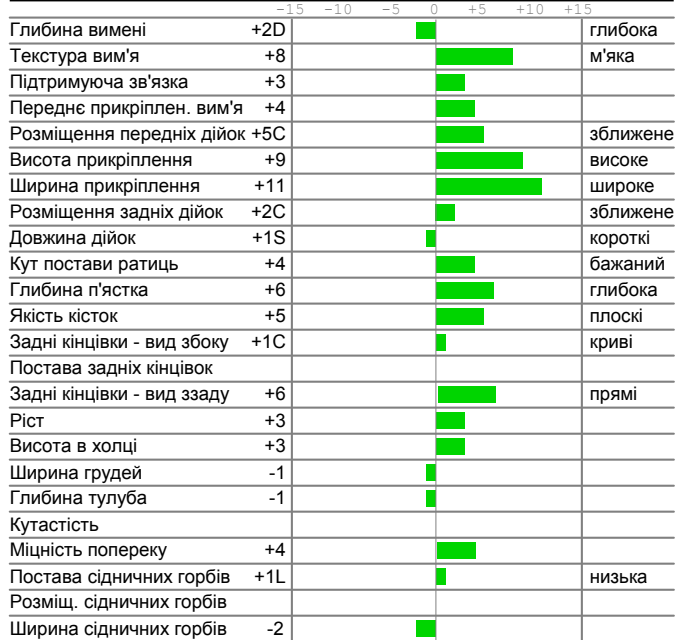 -15 -10 -5 0 +5 +10 +15
Глибина вимені +2D глибока
Текстура вим'я +8 м'яка
Підтримуюча зв'язка +3
Переднє прикріплен. вим'я +4
Розміщення передніх дійок +5C зближене
Висота прикріплення +9 високе
Ширина прикріплення +11 широке
Розміщення задніх дійок +2C зближене
Довжина дійок +1S короткі
Кут постави ратиць +4 бажаний
Глибина п'ястка +6 глибока
Якість кісток +5 плоскі
Задні кінцівки - вид збоку +1C криві
Постава задніх кінцівок
Задні кінцівки - вид ззаду +6 прямі
Ріст +3
Висота в холці +3
Ширина грудей -1
Глибина тулуба -1
Кутастість
Міцність попереку +4
Постава сідничних горбів +1L низька
Розміщ. сідничних горбів
Ширина сідничних горбів -2